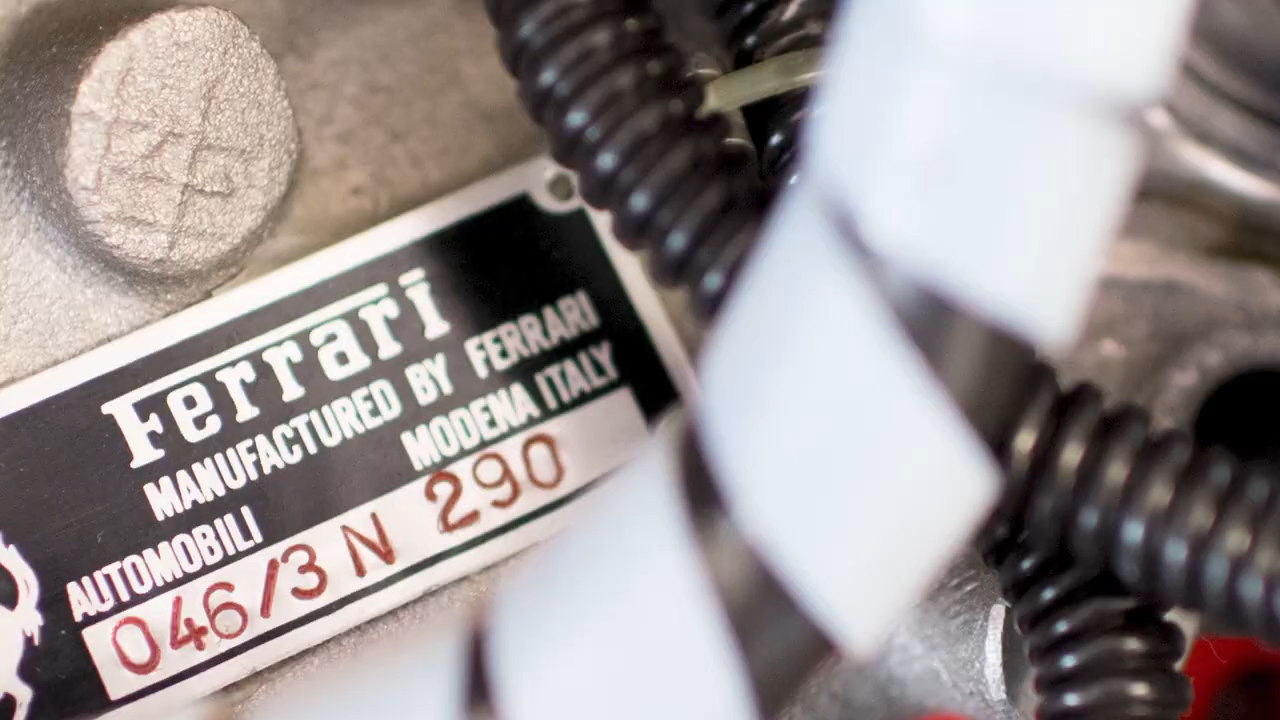 Ferrari
MANUFACTURED BY FERRARI
AUTOMOBILI MODENA ITALY
046/3 N 290